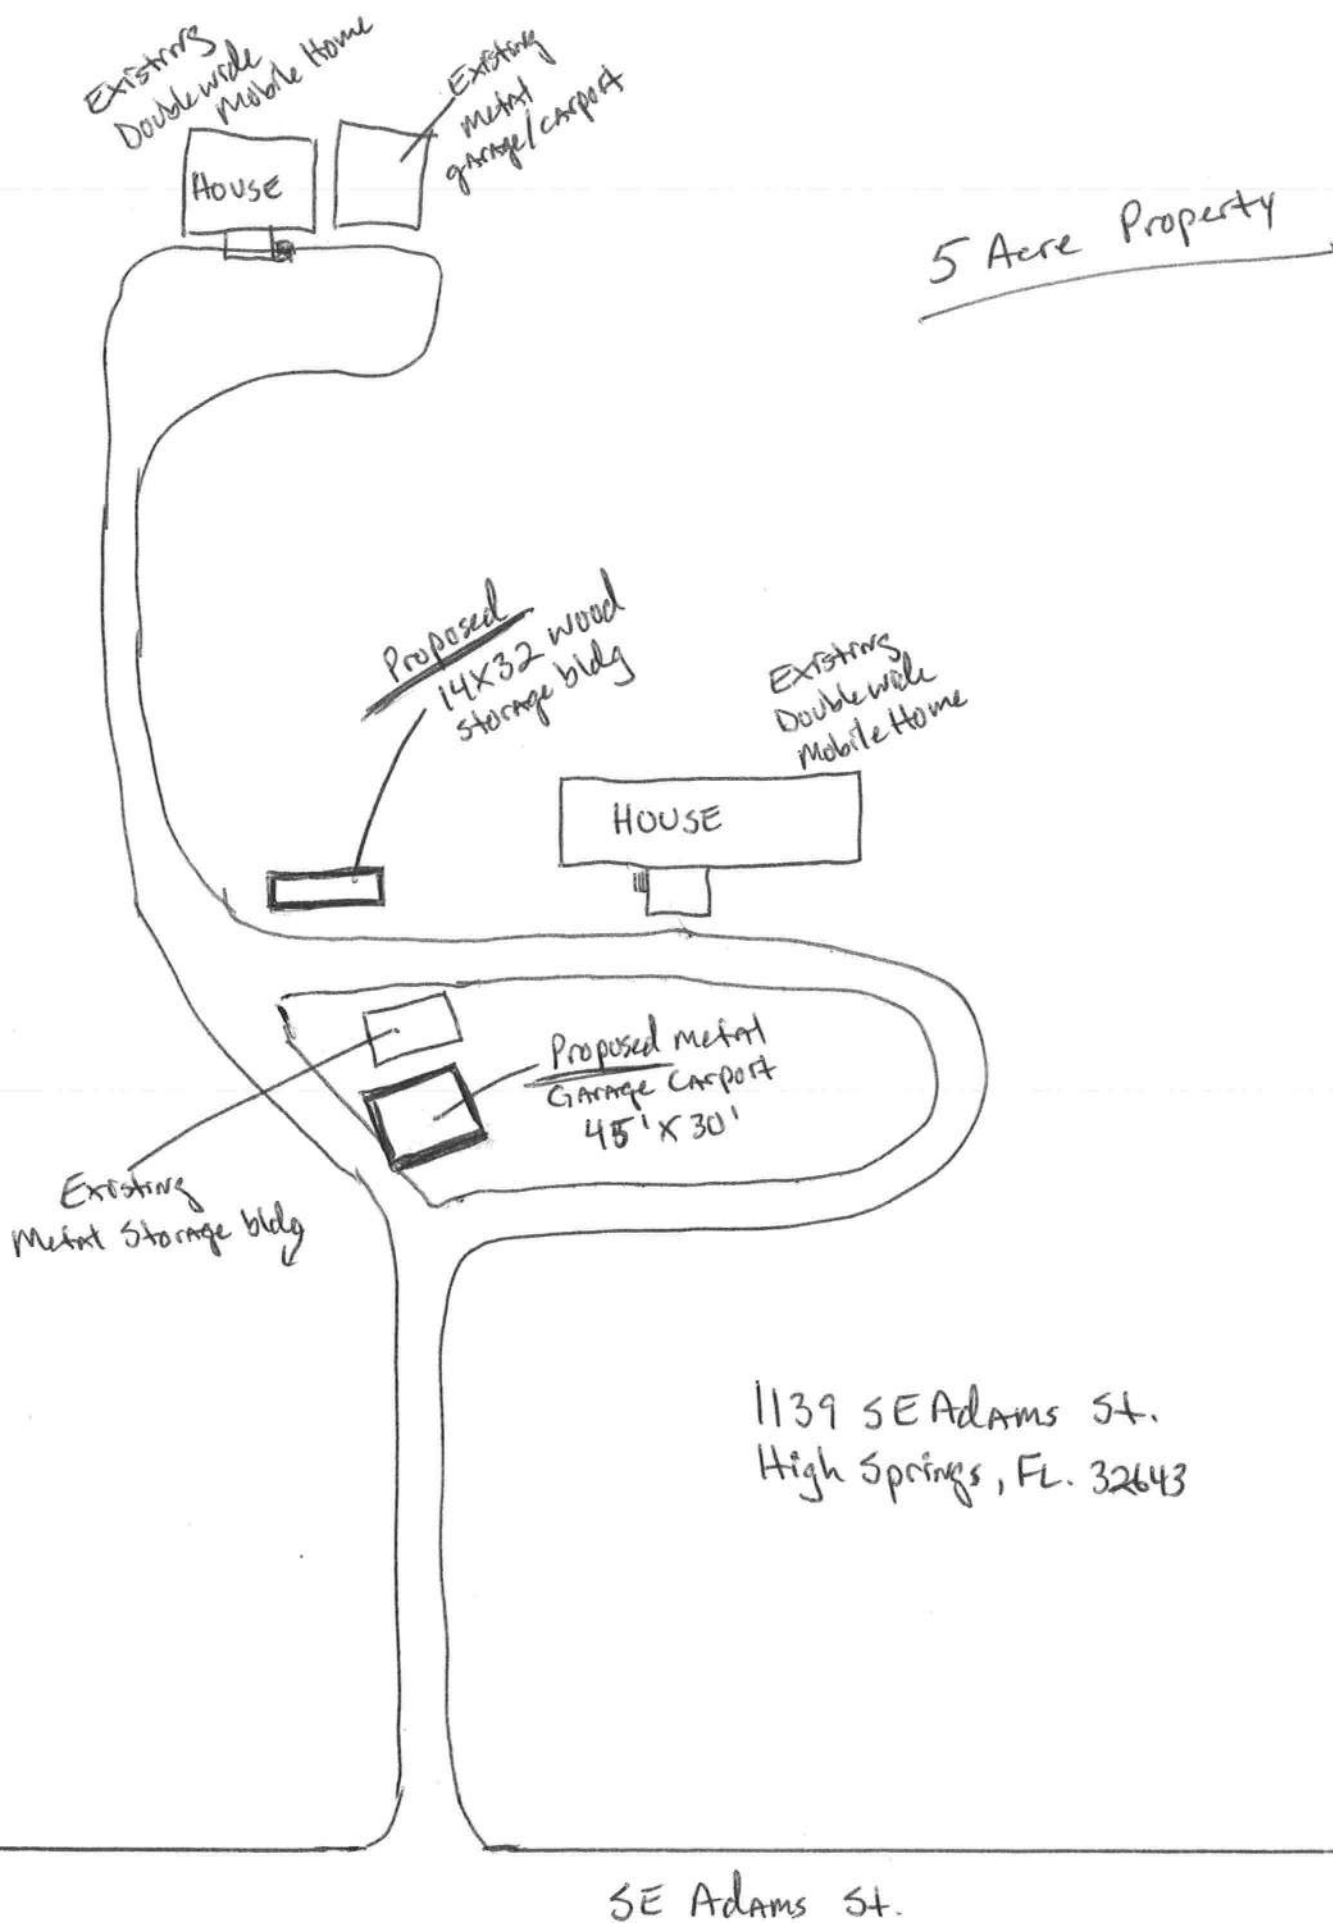 Existing
Doublewide
Mobile Home
Existing
metal
garage/carport
HOUSE
5 Acre Property
Proposed
14X32 wood
storage bldg
Existing
Doublewide
Mobile Home
HOUSE
Proposed metal
GARAGE CARPORT
45' X 30'
Existing
Metal Storage bldg
1139 SE Adams St.
High Springs, FL. 32643
SE Adams St.